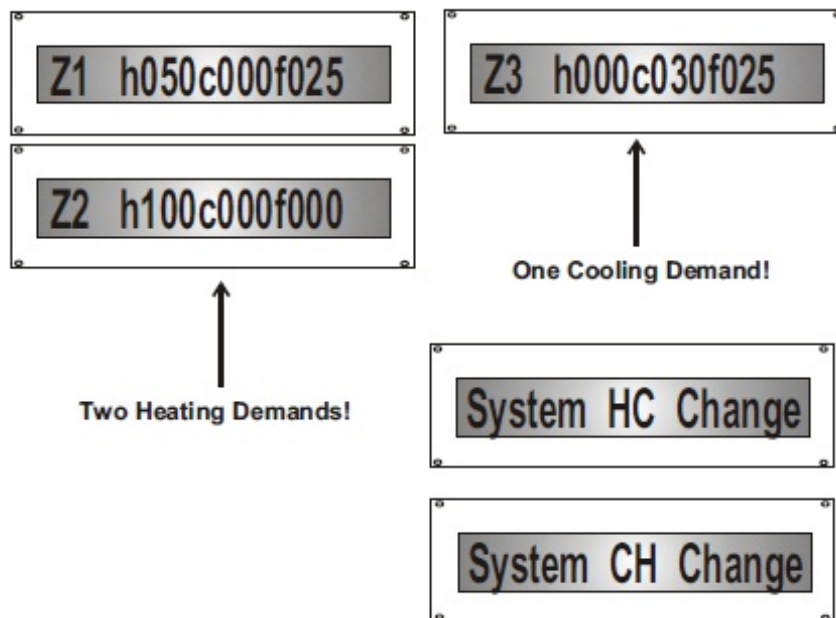 Z1 h050c000f025
Z2 h100c000f000
Two Heating Demands!
Z3 h000c030f025
One Cooling Demand!
System HC Change
System CH Change